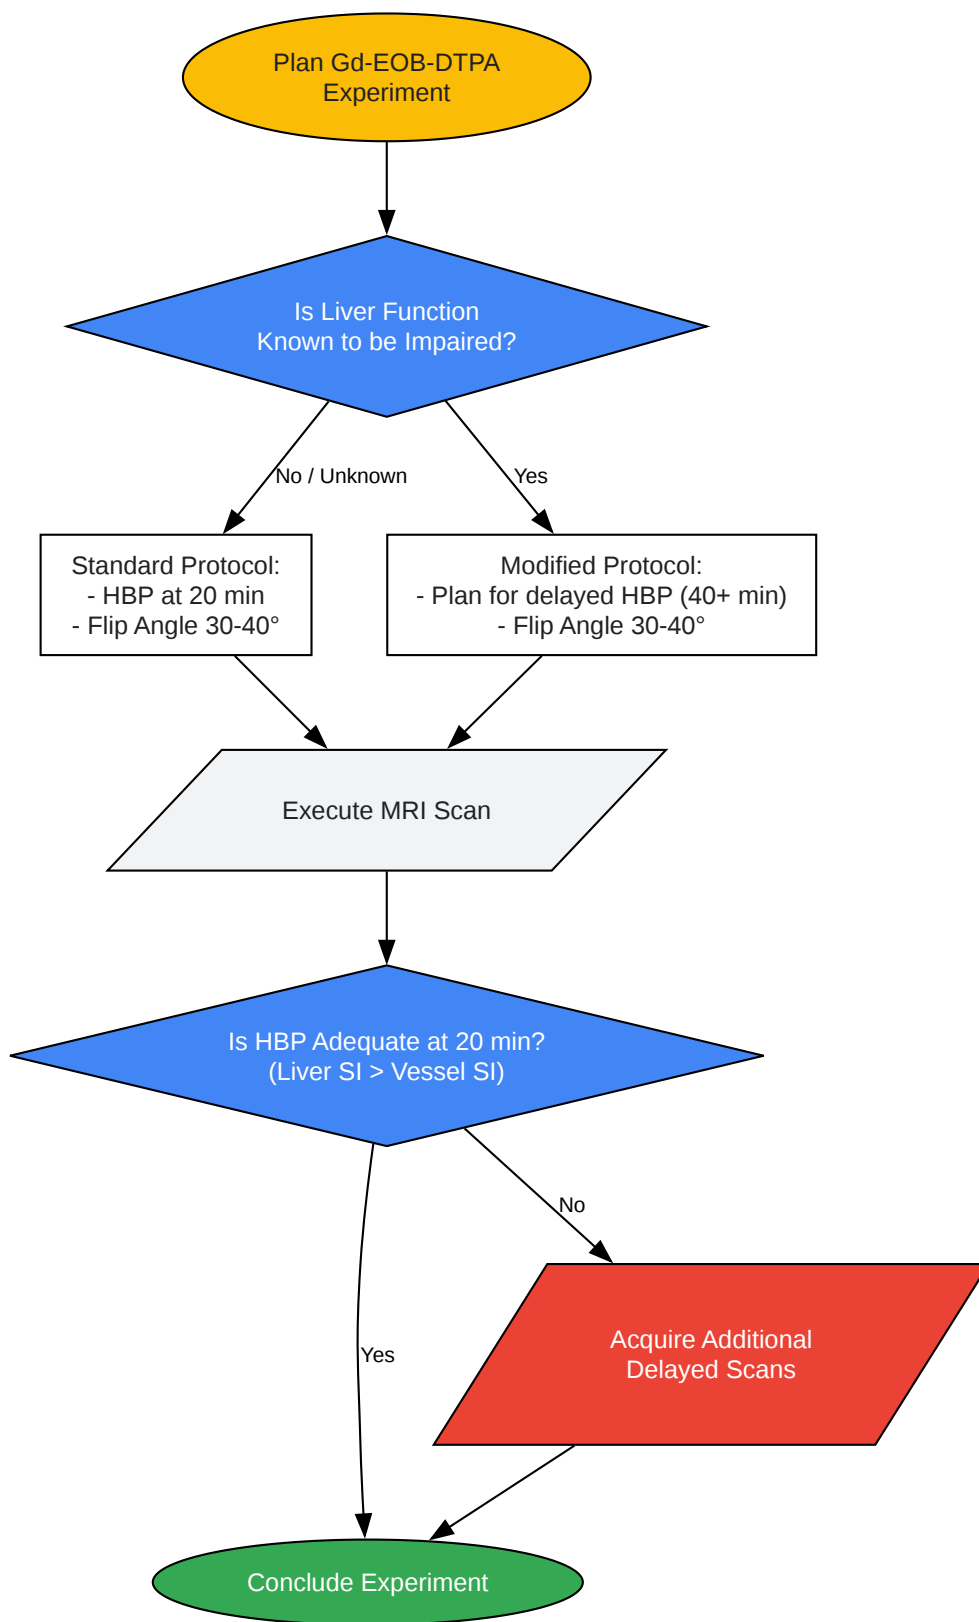 Plan Gd-EOB-DTPA
Experiment
Is Liver Function
Known to be Impaired?
No / Unknown
Yes
Standard Protocol:
- HBP at 20 min
- Flip Angle 30-40°
Modified Protocol:
- Plan for delayed HBP (40+ min)
- Flip Angle 30-40°
Execute MRI Scan
Is HBP Adequate at 20 min?
(Liver SI > Vessel SI)
No
Acquire Additional
Delayed Scans
Yes
Conclude Experiment